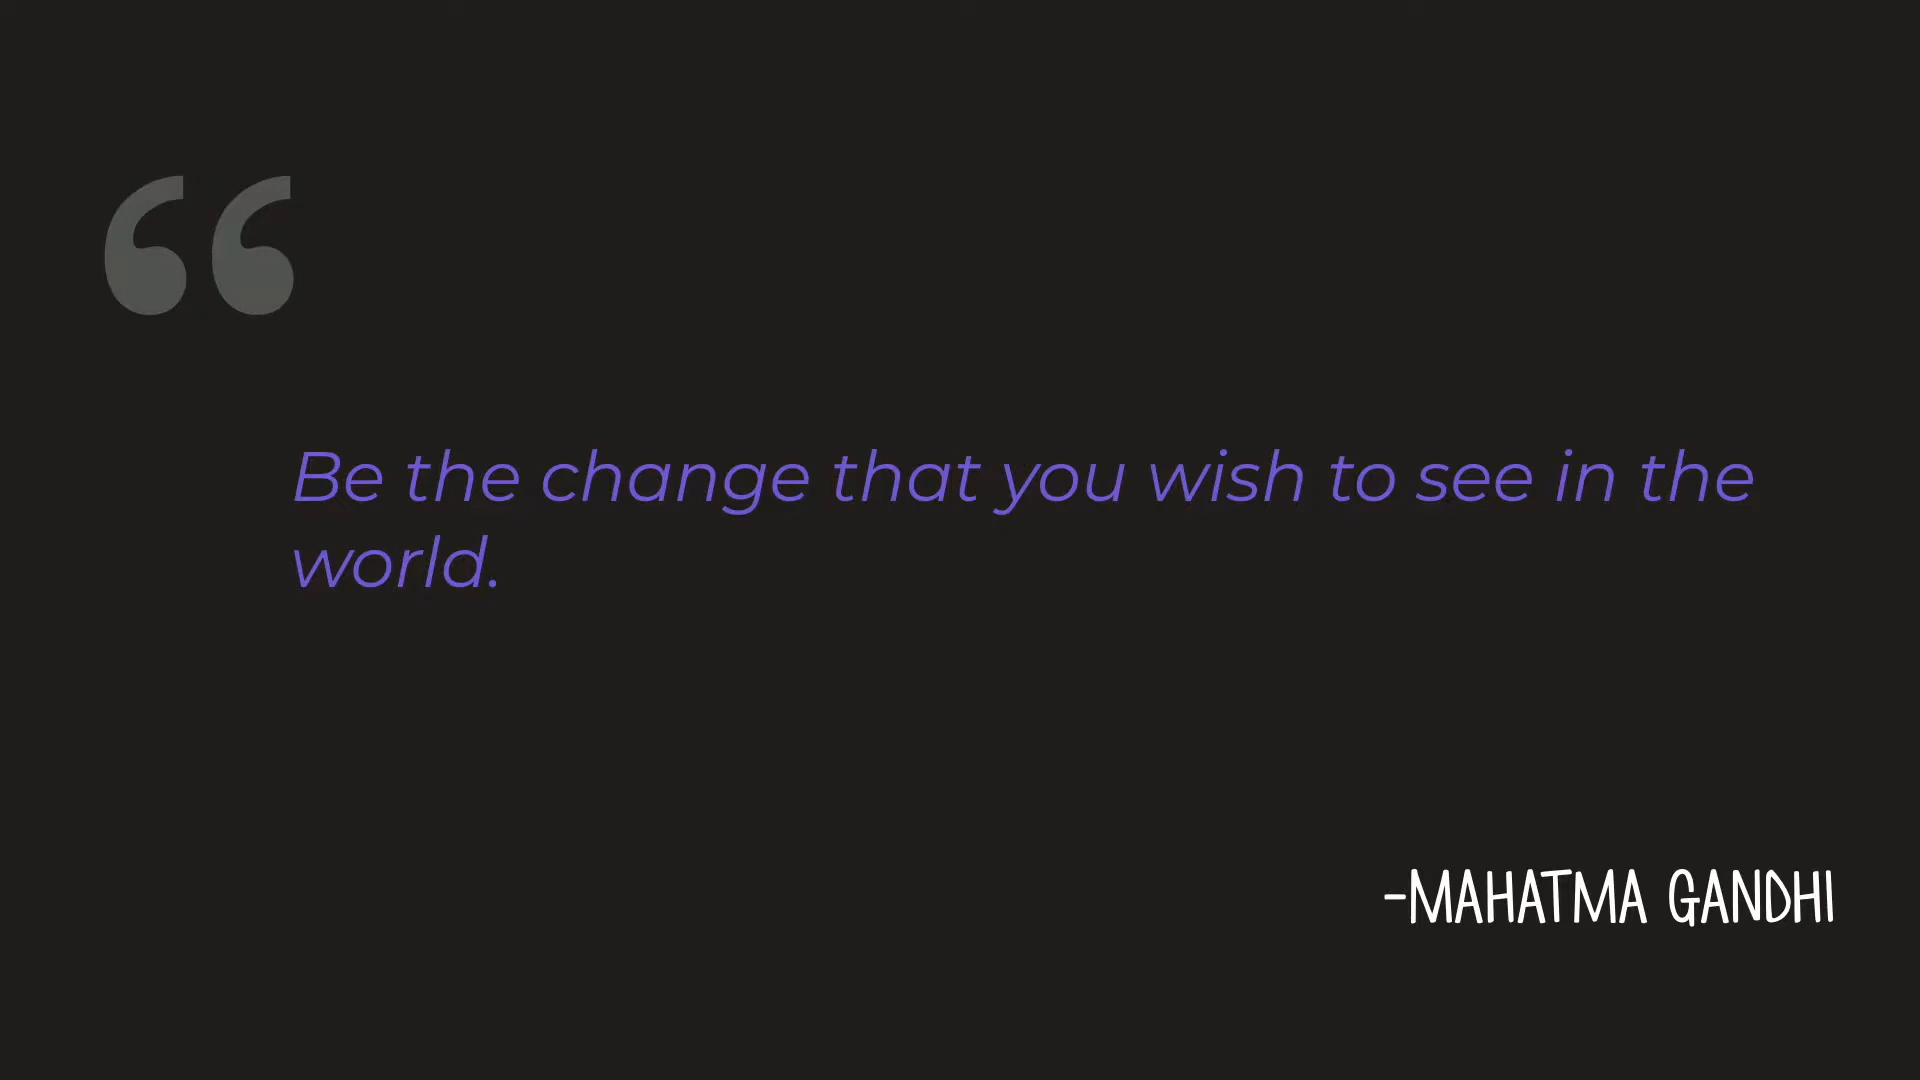 “
Be the change that you wish to see in the
world.
-MAHATMA GANDHI